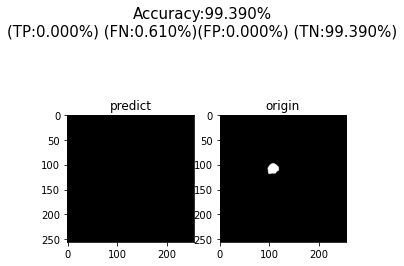 Accuracy:99.390%
(TP:0.000%) (FN:0.610%)(FP:0.000%) (TN:99.390%)
predict origin
0 0
50 50
100 100
150 150
200 200
250 250
0 100 200 0 100 200